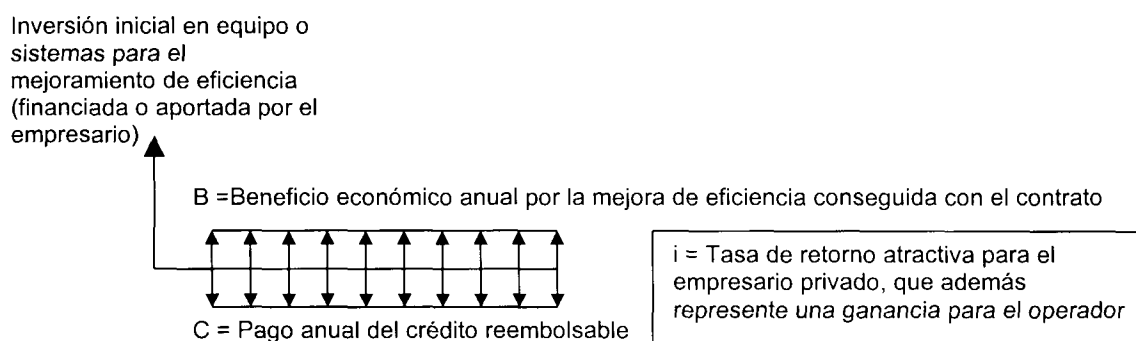 Inversión inicial en equipo o
sistemas para el
mejoramiento de eficiencia
(financiada o aportada por el
empresario)
B =Beneficio económico anual por la mejora de eficiencia conseguida con el contrato
i = Tasa de retorno atractiva para el
empresario privado, que además
represente una ganancia para el operador
C = Pago anual del crédito reembolsable